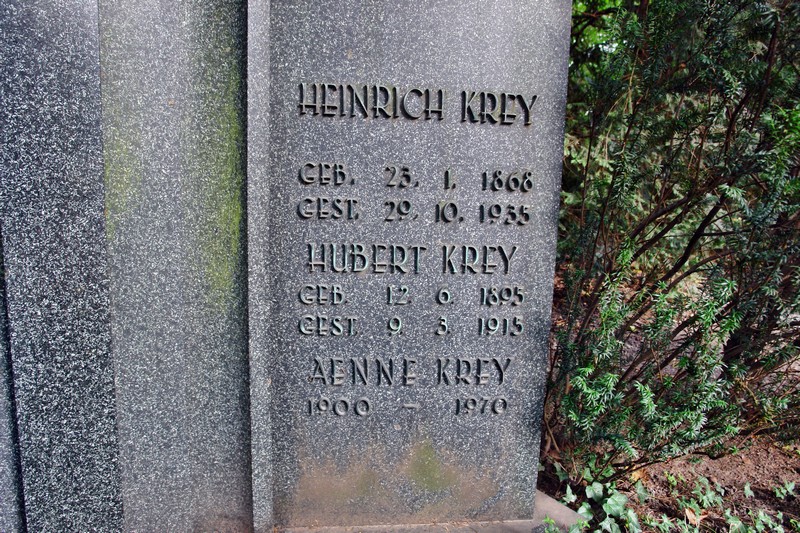 HEINRICH KREY
GEB. 23. 1. 1868
GEST. 29. 10. 1935
HUBERT KREY
GEB. 12. 6. 1895
GEST. 9. 3. 1915
AENNE KREY
1900 – 1970